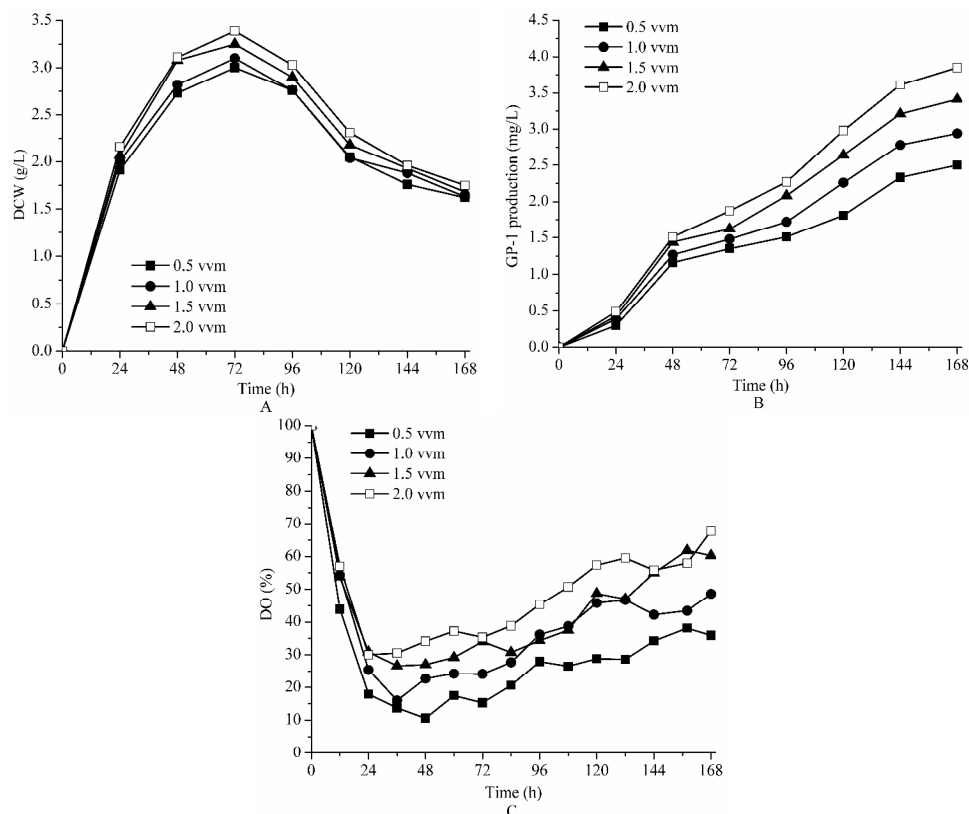 3.5
3.0
2.5
2.0
1.5
1.0
0.5
0.0
DCW (g/L)
0.5 vvm
1.0 vvm
1.5 vvm
2.0 vvm
0 24 48 72 96 120 144 168
Time (h)
A
4.5
4.0
3.5
3.0
2.5
2.0
1.5
1.0
0.5
0.0
GP-1 production (mg/L)
0.5 vvm
1.0 vvm
1.5 vvm
2.0 vvm
0 24 48 72 96 120 144 168
Time (h)
B
100
90
80
70
60
50
40
30
20
10
0
DO (%)
0.5 vvm
1.0 vvm
1.5 vvm
2.0 vvm
0 24 48 72 96 120 144 168
Time (h)
C